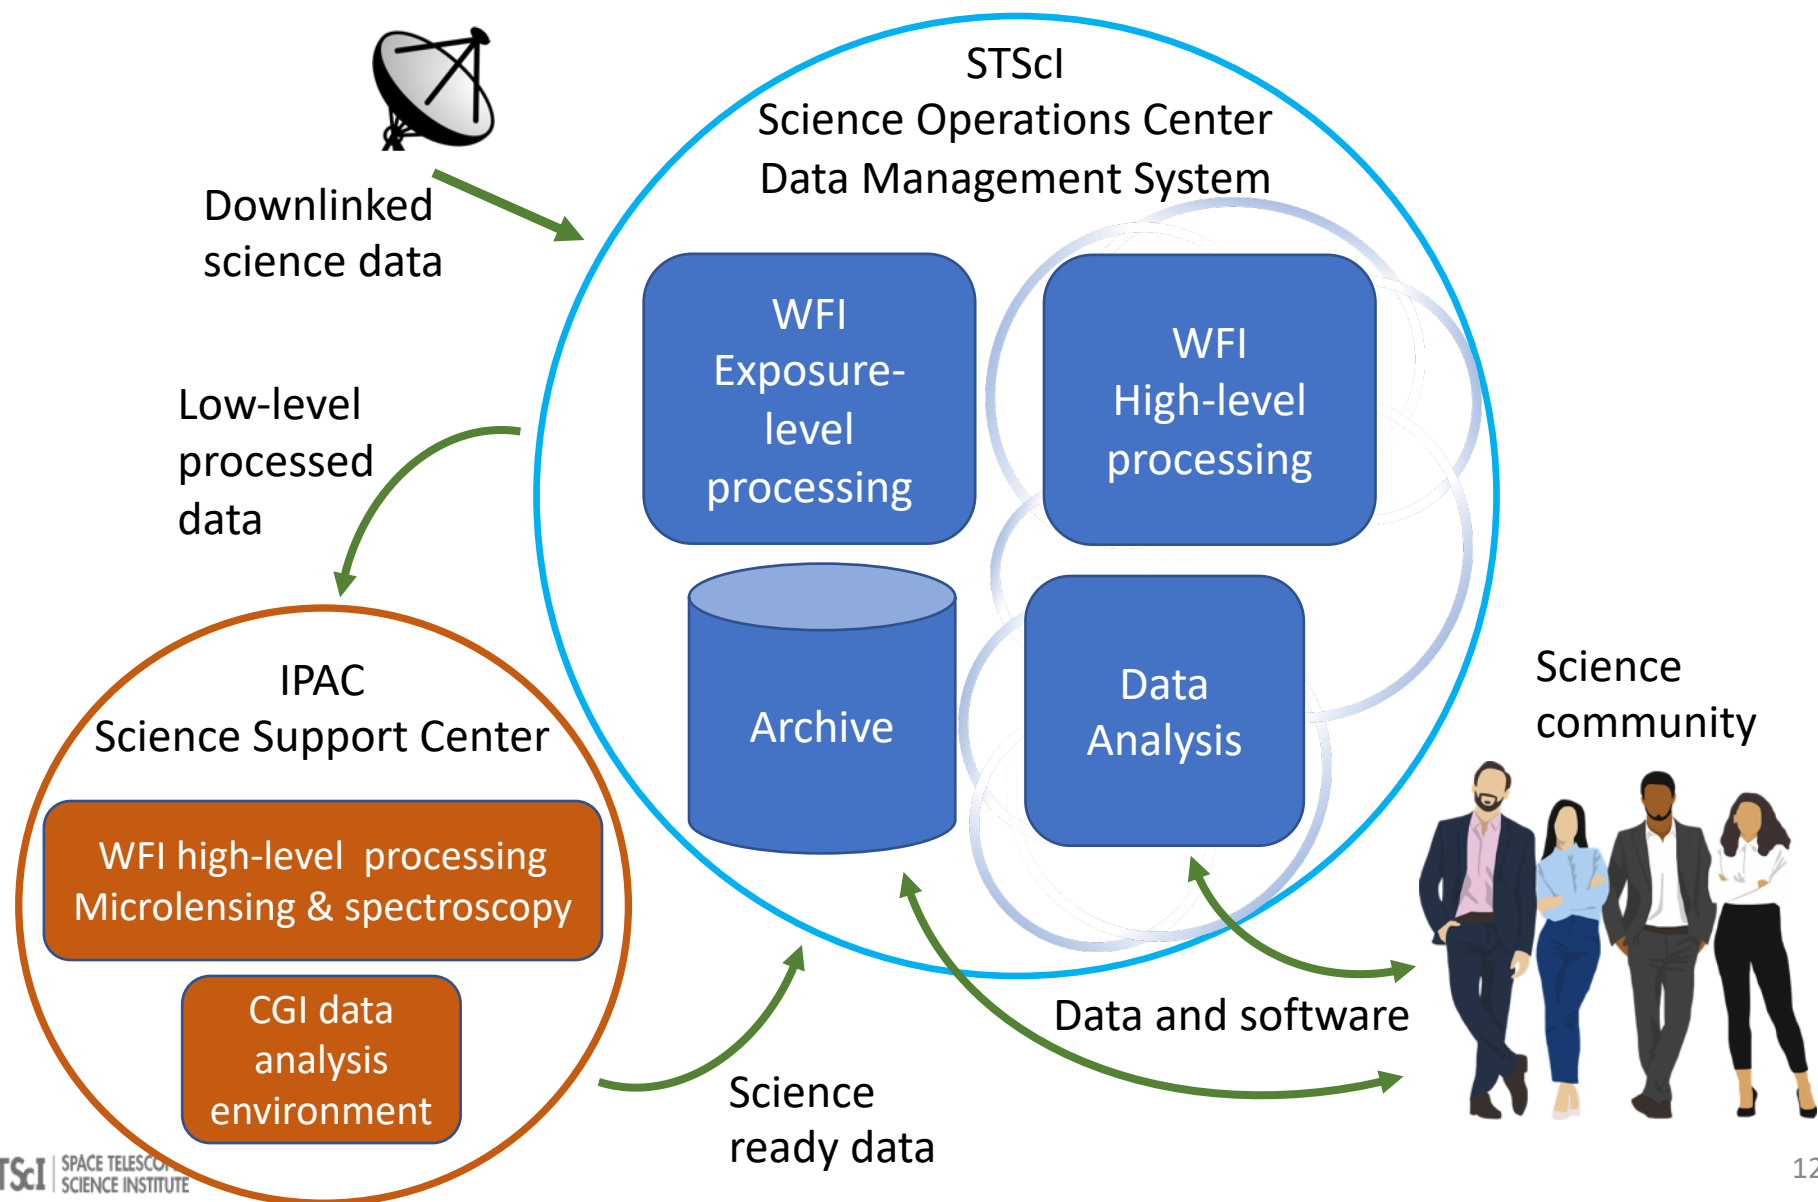 STScI
Science Operations Center
Data Management System
Downlinked
science data
WFI
Exposure-
level
processing
WFI
High-level
processing
Low-level
processed
data
Archive
Data
Analysis
IPAC
Science Support Center
WFI high-level processing
Microlensing & spectroscopy
CGI data
analysis
environment
Science
community
Data and software
Science
ready data
SPACE
SCIENCE INSTITUTE
12